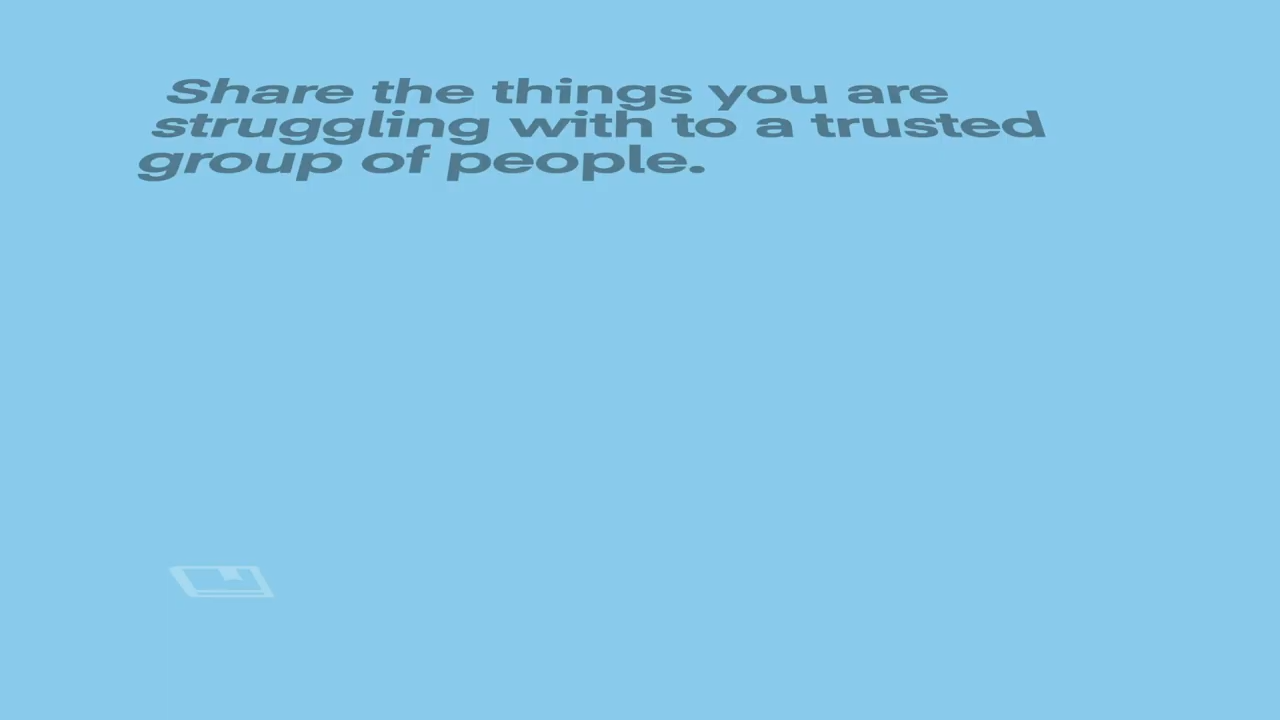 Share the things you are
struggling with to a trusted
group of people.